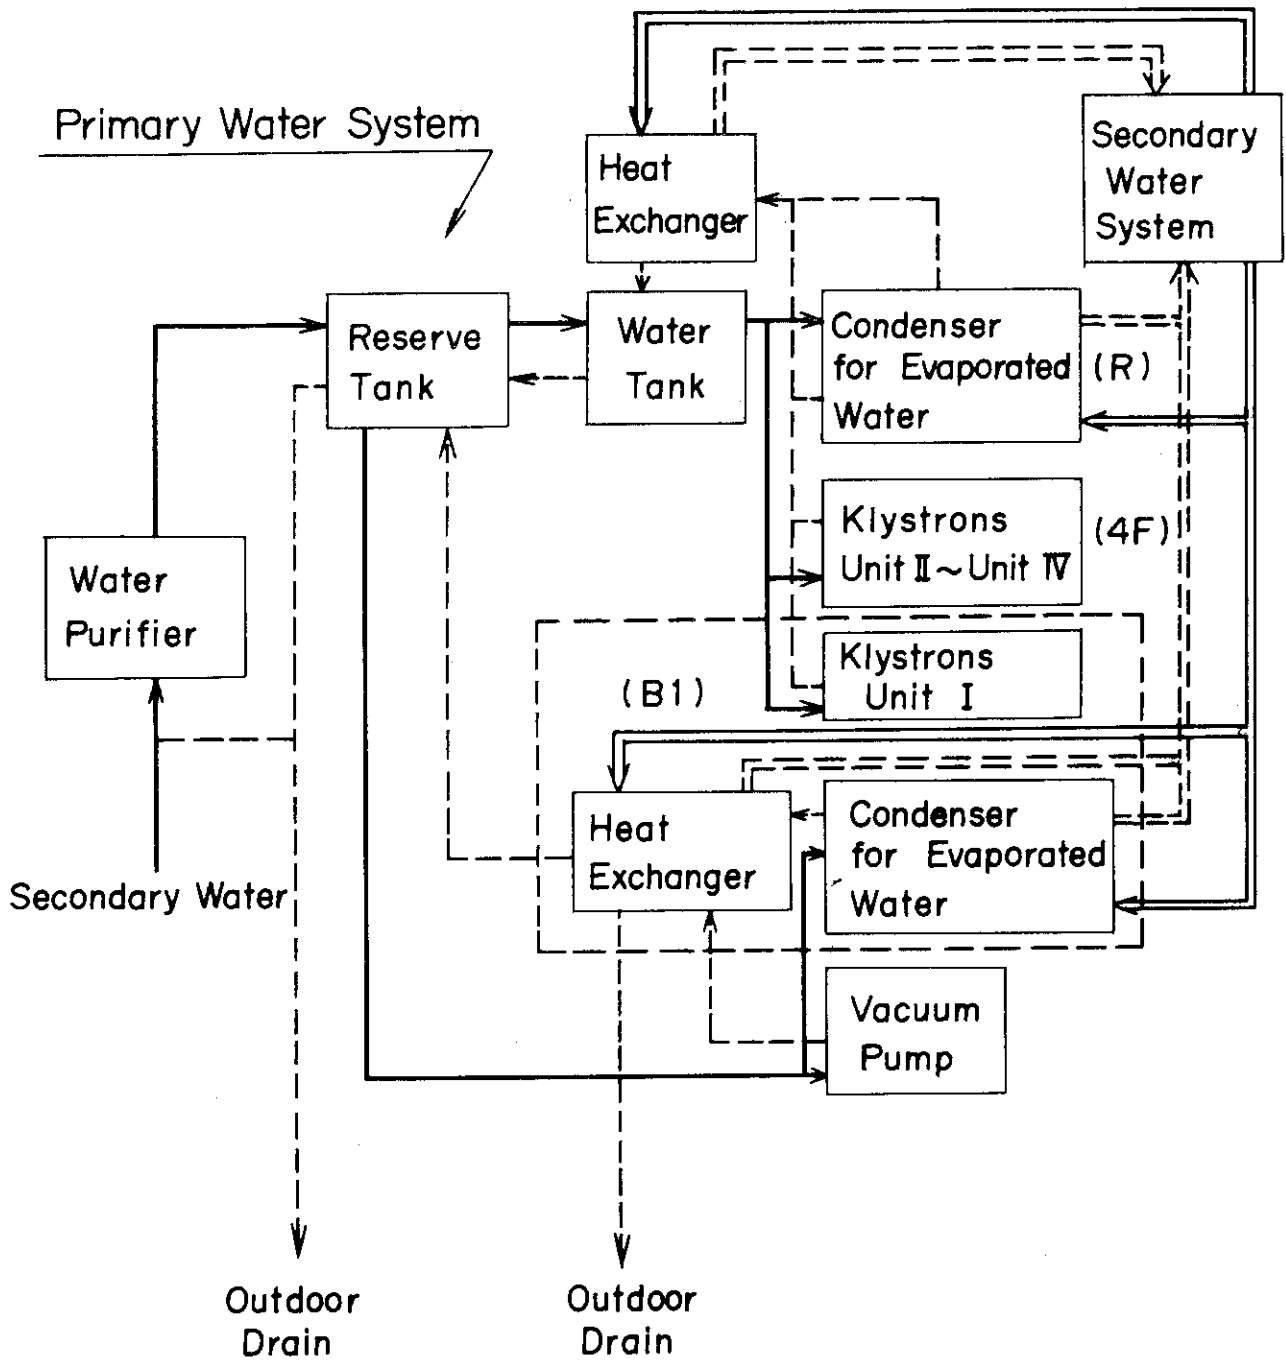 Primary Water System
Heat
Exchanger
Secondary
Water
System
Reserve
Tank
Water
Tank
Condenser
for Evaporated
Water
(R)
Klystrons
Unit II~Unit IV
(4F)
Water
Purifier
Klystrons
Unit I
(B1)
Heat
Exchanger
Condenser
for Evaporated
Water
Secondary Water
Vacuum
Pump
Outdoor
Drain
Outdoor
Drain